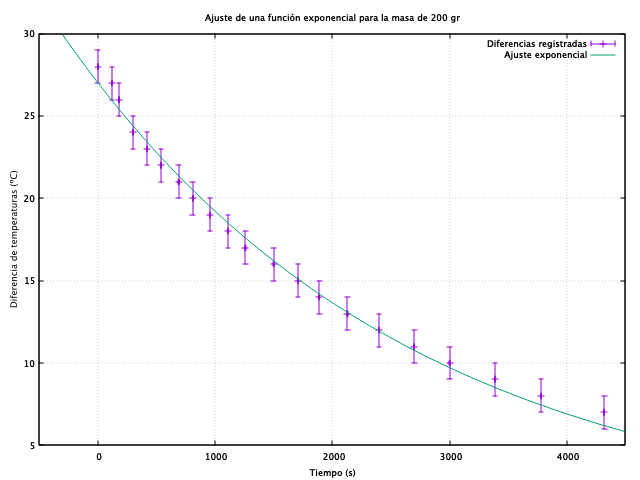 Ajuste de una función exponencial para la masa de 200 gr
Diferencias registradas
Ajuste exponencial
30
25
20
15
10
5
Diferencia de temperaturas (ºC)
0
1000
2000
3000
4000
Tiempo (s)